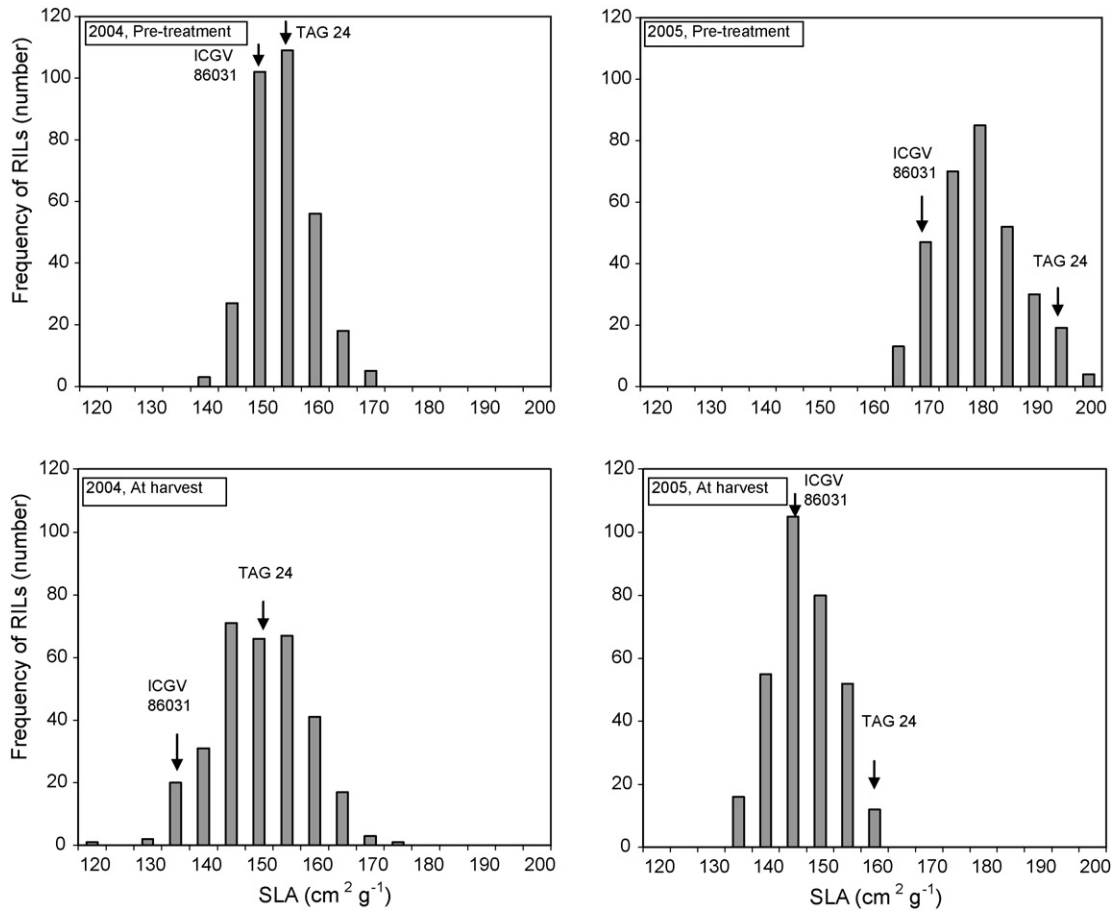 2004, Pre-treatment
ICGV
86031
TAG 24
Frequency of RILs (number)
120
100
80
60
40
20
0
120 130 140 150 160 170 180 190 200
2005, Pre-treatment
ICGV
86031
TAG 24
120
100
80
60
40
20
0
120 130 140 150 160 170 180 190 200
2004, At harvest
TAG 24
ICGV
86031
Frequency of RILs (number)
120
100
80
60
40
20
0
120 130 140 150 160 170 180 190 200
SLA (cm ² g⁻¹)
2005, At harvest
ICGV
86031
TAG 24
120
100
80
60
40
20
0
120 120 130 140 150 160 170 180 190 200
SLA (cm ² g⁻¹)